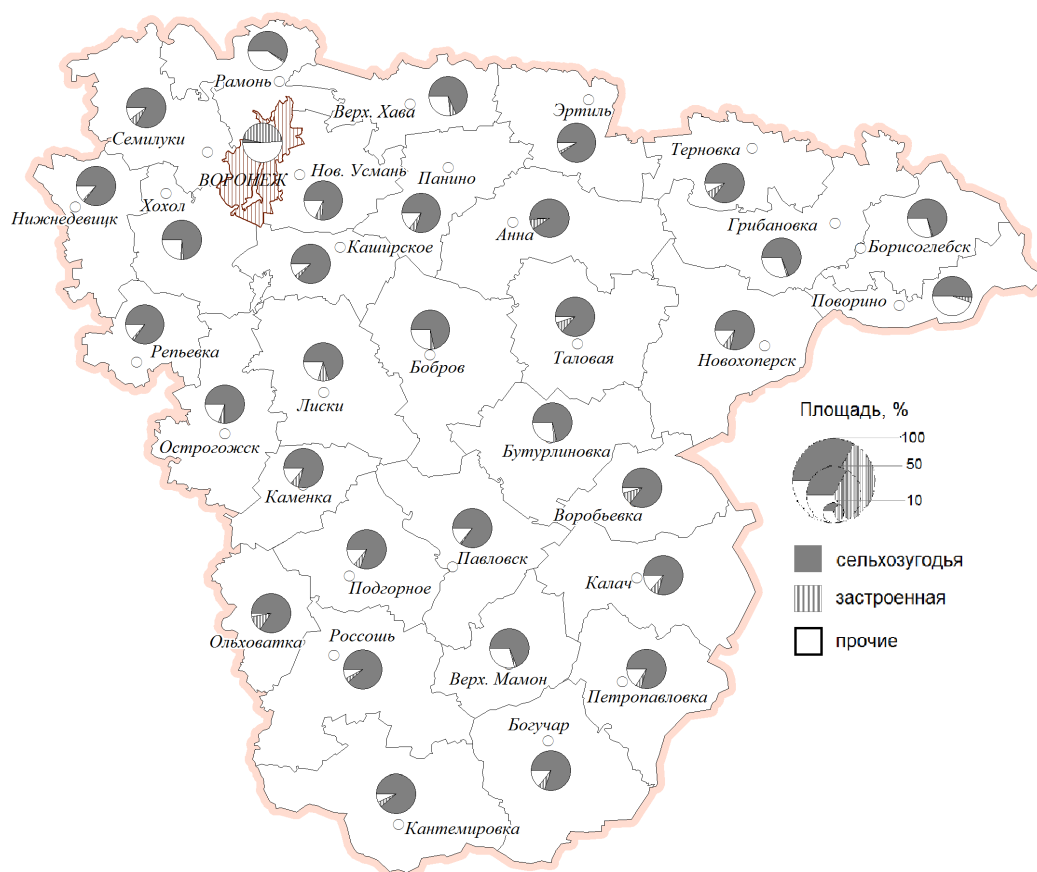 Рамонь
Верх. Хава
Эртиль
Семилуки
Терновка
ВОРОНЕЖ
Нов. Усмань
Панино
Нижнедевицк
Хохол
Анна
Грибановка
Борисоглебск
Каширское
Поворино
Репьевка
Бобров
Таловая
Новохоперск
Лиски
Острогожск
Бутурлиновка
Каменка
Воробьевка
Павловск
Подгорное
Калач
Ольховатка
Россошь
Верх. Мамон
Петропавловка
Богучар
Кантемировка
Площадь, %
100
50
10
сельхозугодья
застроенная
прочие